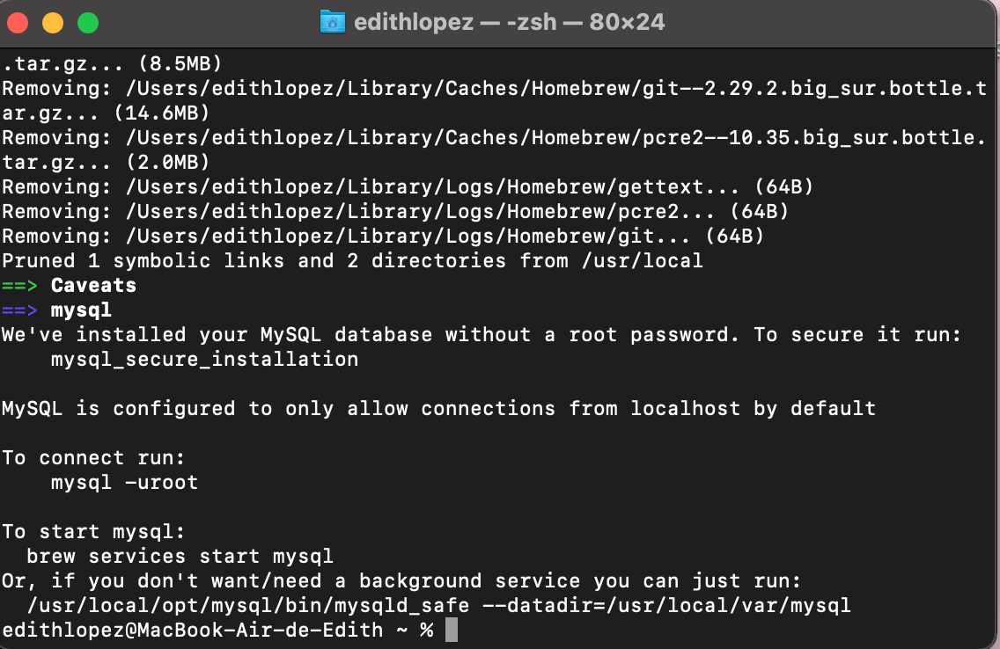 edithlopez — -zsh — 80×24
.tar.gz... (8.5MB)
Removing: /Users/edithlopez/Library/Caches/Homebrew/git--2.29.2.big_sur.bottle.t
ar.gz... (14.6MB)
Removing: /Users/edithlopez/Library/Caches/Homebrew/pcre2--10.35.big_sur.bottle.
tar.gz... (2.0MB)
Removing: /Users/edithlopez/Library/Logs/Homebrew/gettext... (64B)
Removing: /Users/edithlopez/Library/Logs/Homebrew/pcre2... (64B)
Removing: /Users/edithlopez/Library/Logs/Homebrew/git... (64B)
Pruned 1 symbolic links and 2 directories from /usr/local
==> Caveats
==> mysql
We've installed your MySQL database without a root password. To secure it run:
    mysql_secure_installation

MySQL is configured to only allow connections from localhost by default

To connect run:
    mysql -uroot

To start mysql:
  brew services start mysql
Or, if you don't want/need a background service you can just run:
  /usr/local/opt/mysql/bin/mysqld_safe --datadir=/usr/local/var/mysql
edithlopez@MacBook-Air-de-Edith ~ %